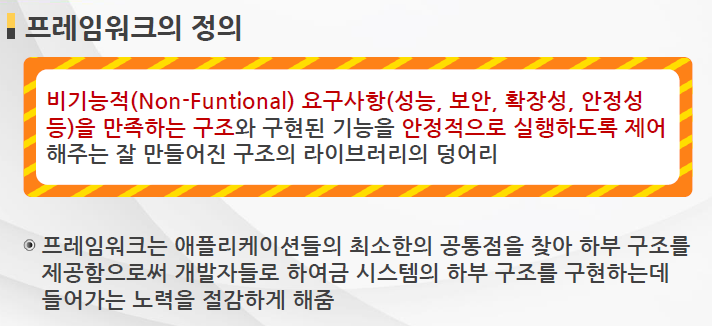 프레임워크의 정의
비기능적(Non-Funtional) 요구사항(성능, 보안, 확장성, 안정성
등)을 만족하는 구조와 구현된 기능을 안정적으로 실행하도록 제어
해주는 잘 만들어진 구조의 라이브러리의 덩어리
프레임워크는 애플리케이션들의 최소한의 공통점을 찾아 하부 구조를
제공함으로써 개발자들로 하여금 시스템의 하부 구조를 구현하는데
들어가는 노력을 절감하게 해줌